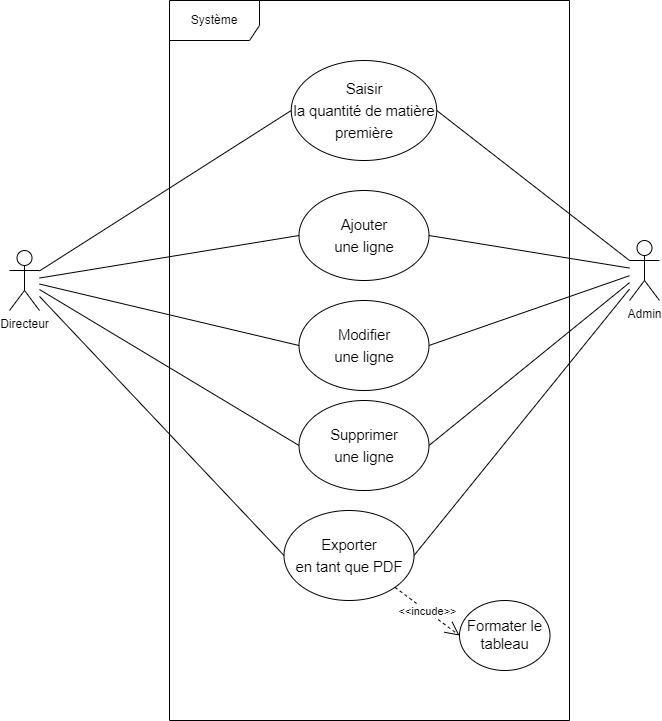 Système
Saisir
la quantité de matière
première
Ajouter
une ligne
Directeur
Admin
Modifier
une ligne
Supprimer
une ligne
Exporter
en tant que PDF
<<incude>>
Formater le
tableau